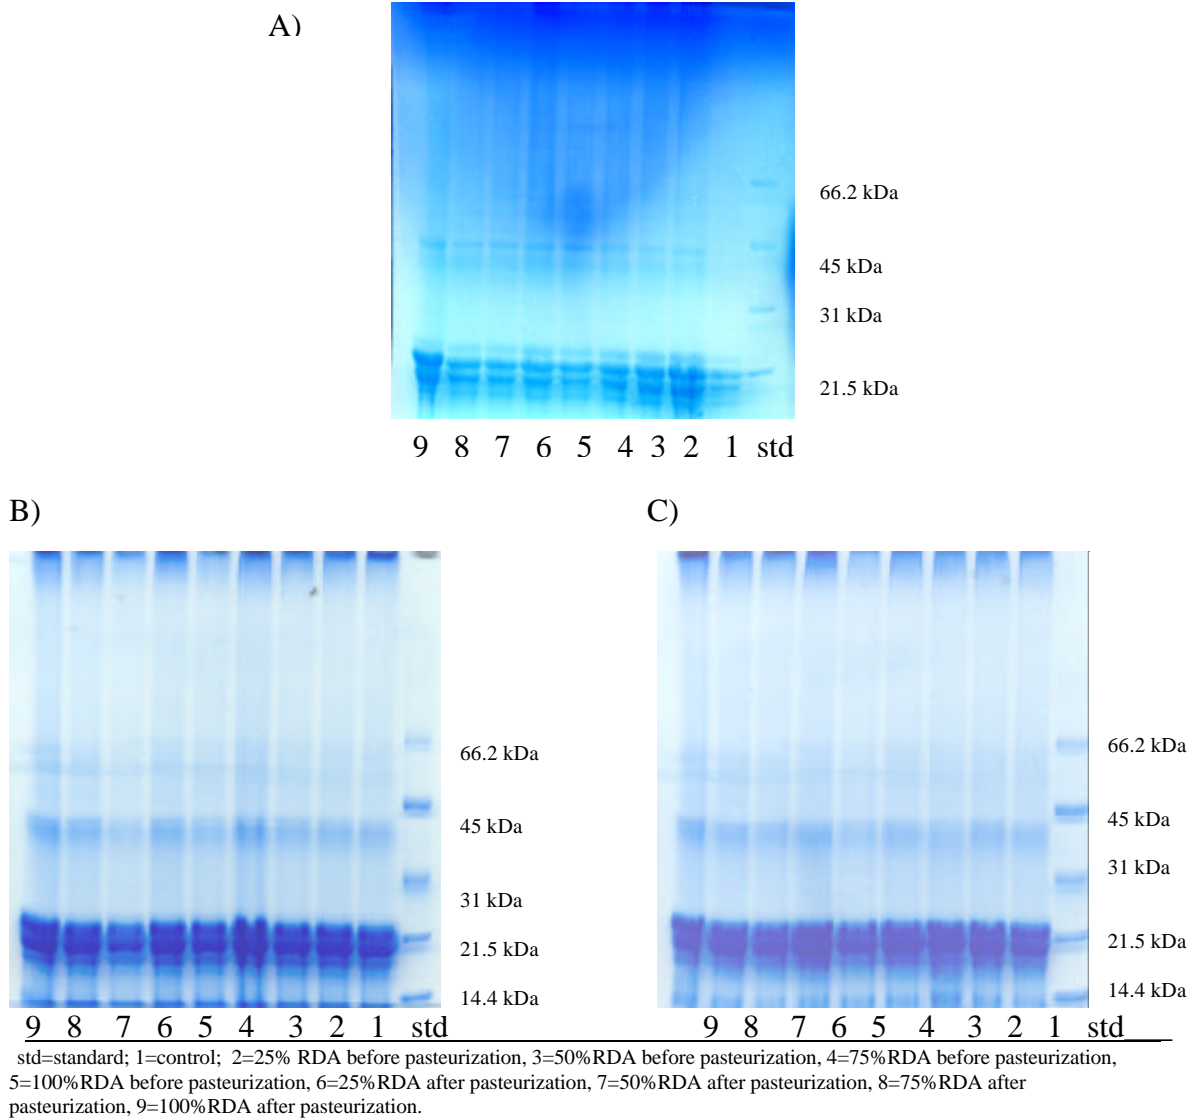 A)
66.2 kDa
45 kDa
31 kDa
21.5 kDa
9 8 7 6 5 4 3 2 1 std
B)
C)
66.2 kDa
45 kDa
31 kDa
21.5 kDa
14.4 kDa
9 8 7 6 5 4 3 2 1 std
66.2 kDa
45 kDa
31 kDa
21.5 kDa
14.4 kDa
9 8 7 6 5 4 3 2 1 std
std=standard; 1=control; 2=25% RDA before pasteurization, 3=50%RDA before pasteurization, 4=75%RDA before pasteurization,
5=100%RDA before pasteurization, 6=25%RDA after pasteurization, 7=50%RDA after pasteurization, 8=75%RDA after
pasteurization, 9=100%RDA after pasteurization.